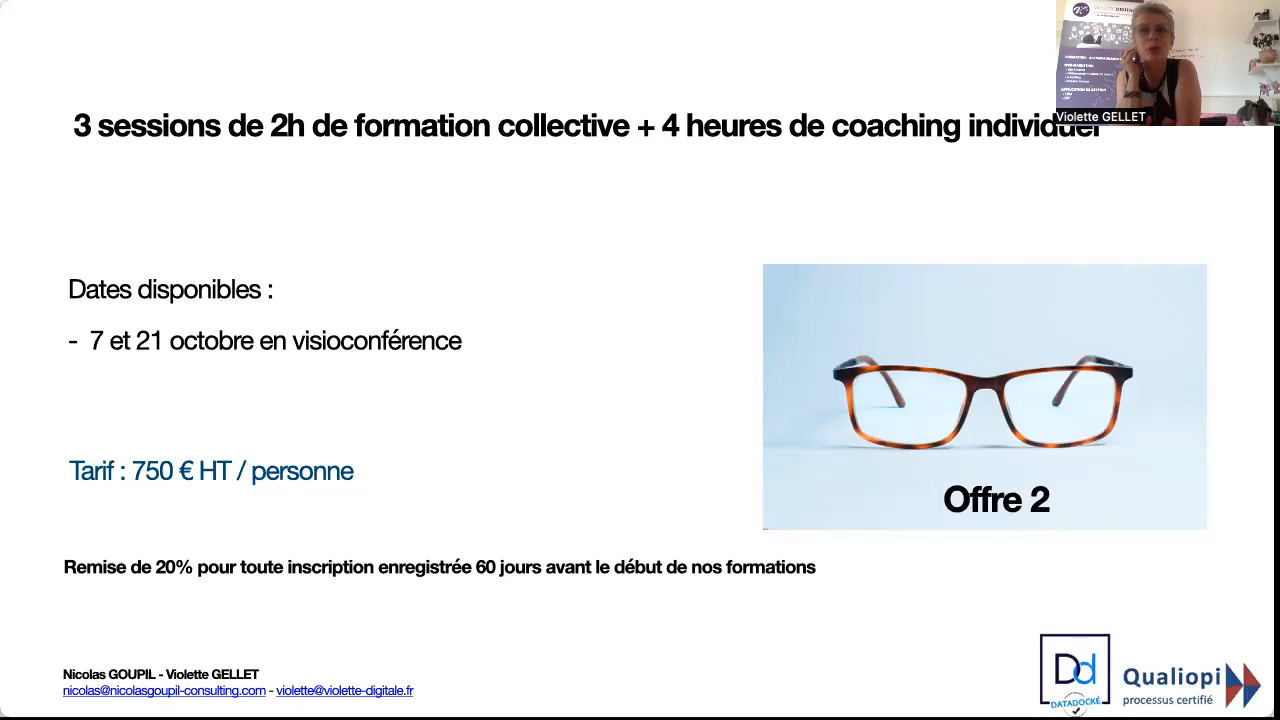 3 sessions de 2h de formation collective + 4 heures de coaching individuel
Violette GELLET
Dates disponibles :
- 7 et 21 octobre en visioconférence
Tarif : 750 € HT / personne
Offre 2
Remise de 20% pour toute inscription enregistrée 60 jours avant le début de nos formations
Nicolas GOUPIL - Violette GELLET
nicolas@nicolasgoupil-consulting.com - violette@violette-digitale.fr
Dd
DATADOCKÉ
Qualiopi
processus certifié